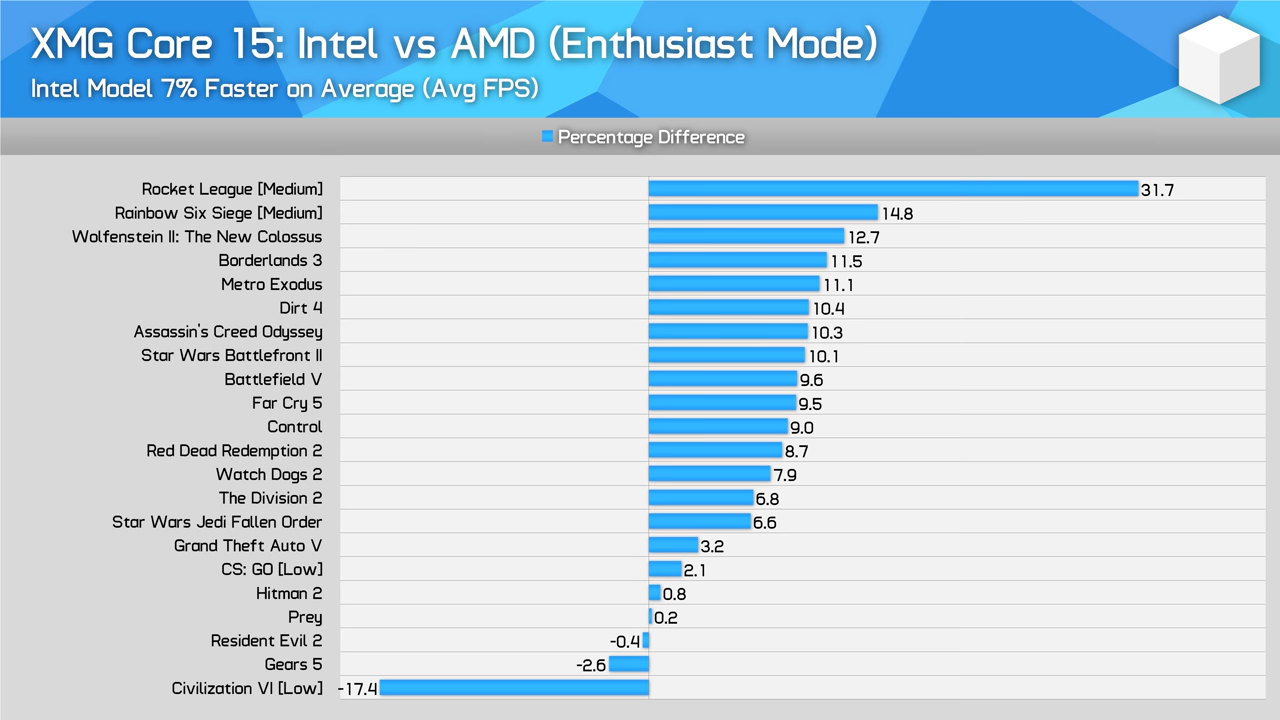 XMG Core 15: Intel vs AMD (Enthusiast Mode)
Intel Model 7% Faster on Average (Avg FPS)
Percentage Difference
Rocket League [Medium] 31.7
Rainbow Six Siege [Medium] 14.8
Wolfenstein II: The New Colossus 12.7
Borderlands 3 11.5
Metro Exodus 11.1
Dirt 4 10.4
Assassin's Creed Odyssey 10.3
Star Wars Battlefront II 10.1
Battlefield V 9.6
Far Cry 5 9.5
Control 9.0
Red Dead Redemption 2 8.7
Watch Dogs 2 7.9
The Division 2 6.8
Star Wars Jedi Fallen Order 6.6
Grand Theft Auto V 3.2
CS: GO [Low] 2.1
Hitman 2 0.8
Prey 0.2
Resident Evil 2 -0.4
Gears 5 -2.6
Civilization VI [Low] -17.4